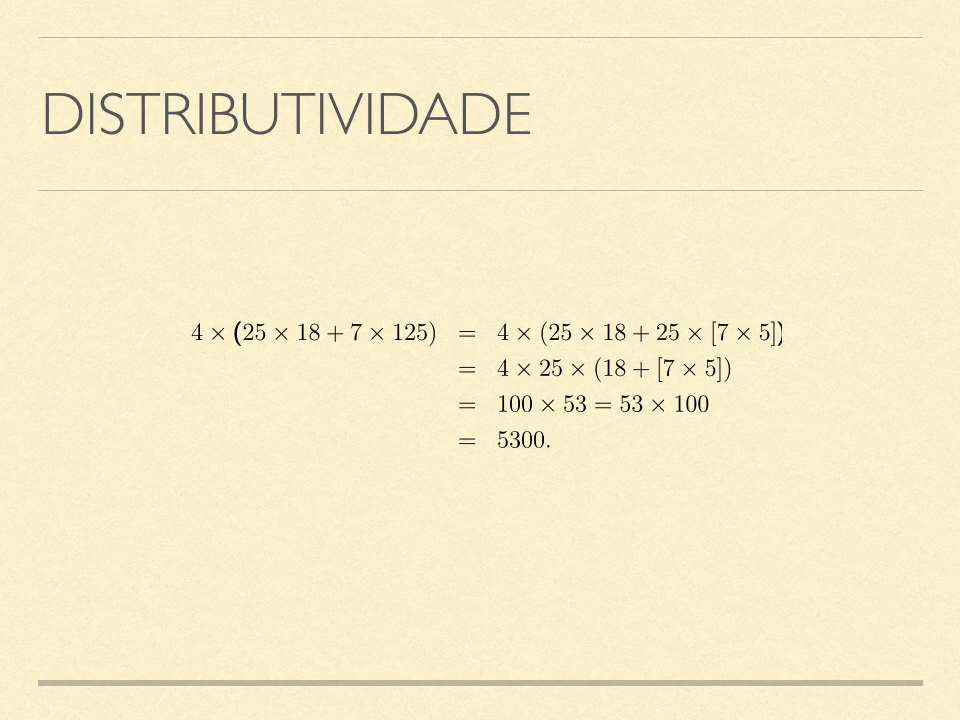 DISTRIBUTIVIDADE
4 × (25 × 18 + 7 × 125) = 4 × (25 × 18 + 25 × [7 × 5])
= 4 × 25 × (18 + [7 × 5])
= 100 × 53 = 53 × 100
= 5300.